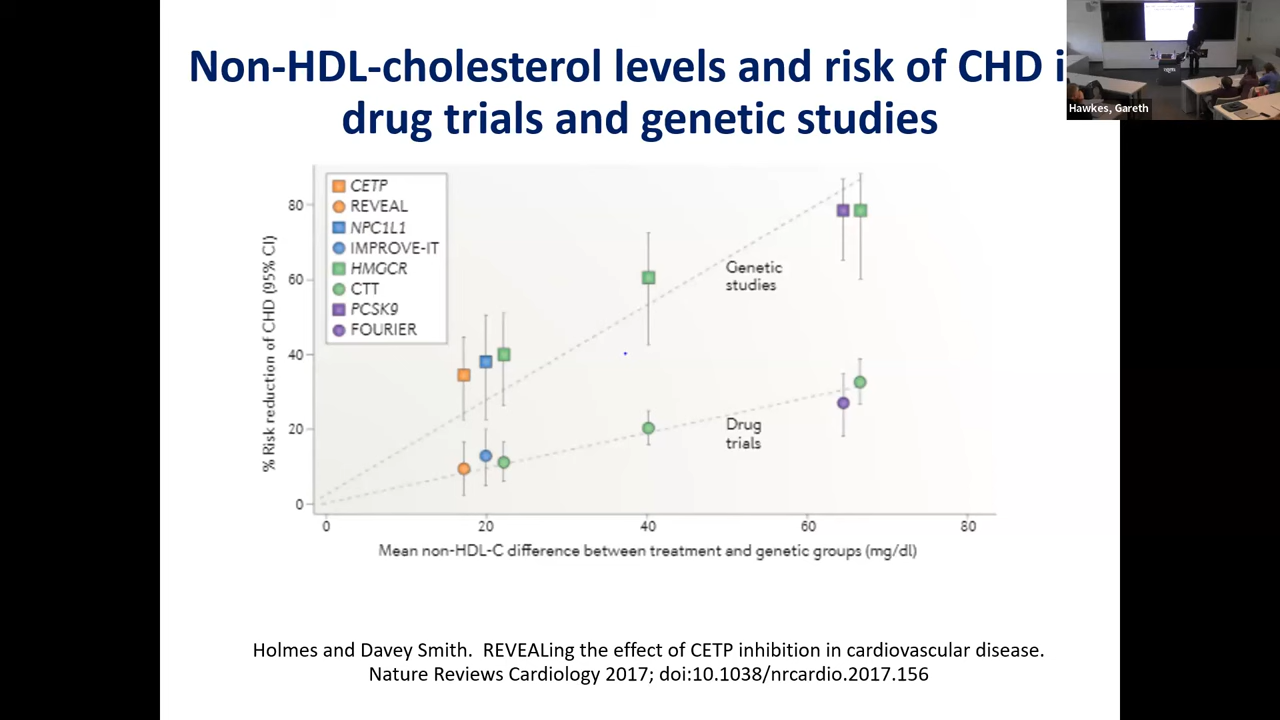 Non-HDL-cholesterol levels and risk of CHD i
drug trials and genetic studies
Hawkes, Gareth
CETP
REVEAL
NPC1L1
IMPROVE-IT
HMGCR
CTT
PCSK9
FOURIER
% Risk reduction of CHD (95% CI)
80
60
40
20
0
Genetic
studies
Drug
trials
0 20 40 60 80
Mean non-HDL-C difference between treatment and genetic groups (mg/dl)
Holmes and Davey Smith. REVEALing the effect of CETP inhibition in cardiovascular disease.
Nature Reviews Cardiology 2017; doi:10.1038/nrcardio.2017.156